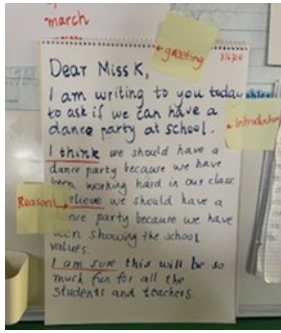 march
greeting
Dear Miss K,
I am writing to you today
to ask if we can have a
dance party at school.
Introduction
I think we should have a
dance party because we have
been working hard in our class
Reasons
elieve we should have a
nce party because we have
een showing the school
values.
I am sure this will be so
much fun for all the
students and teachers.